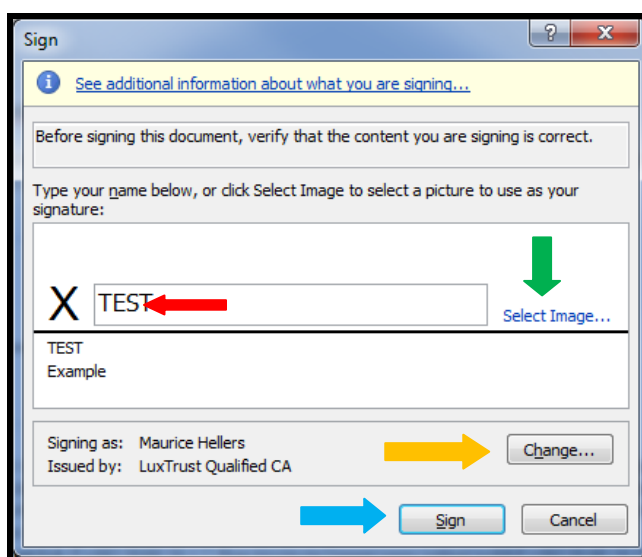 Sign
?
X
i
See additional information about what you are signing...
Before signing this document, verify that the content you are signing is correct.
Type your name below, or click Select Image to select a picture to use as your
signature:
X
TEST
Select Image...
TEST
Example
Signing as: Maurice Hellers
Change...
Issued by: LuxTrust Qualified CA
Sign
Cancel